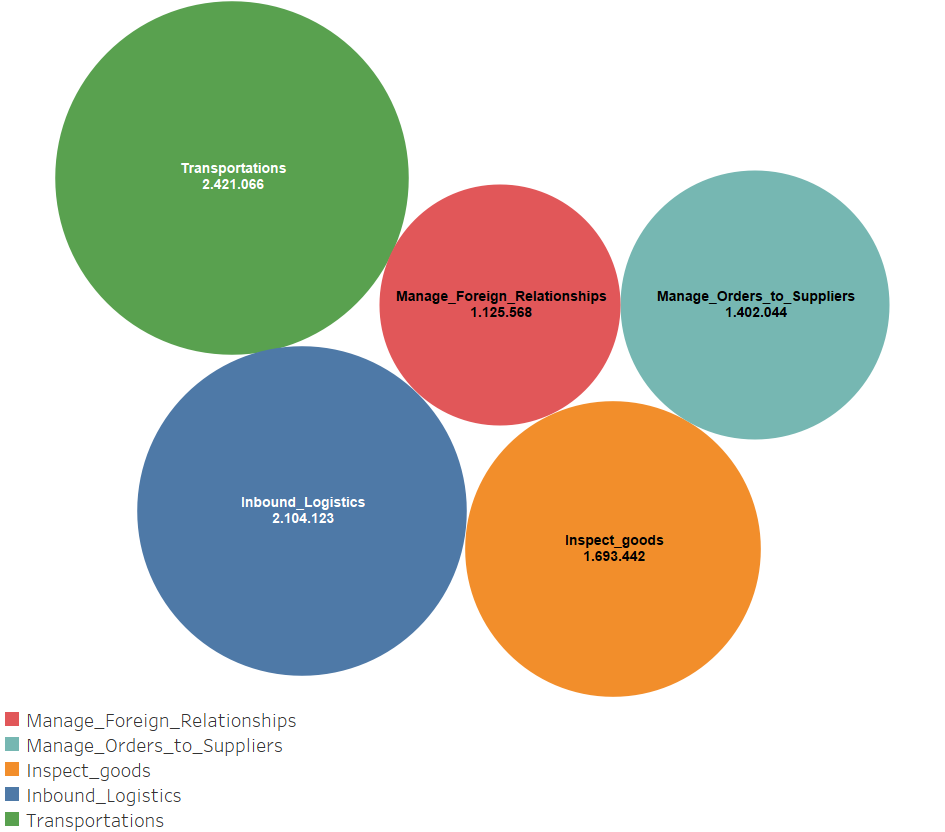 Transportations
2.421.066
Manage_Foreign_Relationships
1.125.568
Manage_Orders_to_Suppliers
1.402.044
Inbound_Logistics
2.104.123
Inspect_goods
1.693.442
Manage_Foreign_Relationships
Manage_Orders_to_Suppliers
Inspect_goods
Inbound_Logistics
Transportations